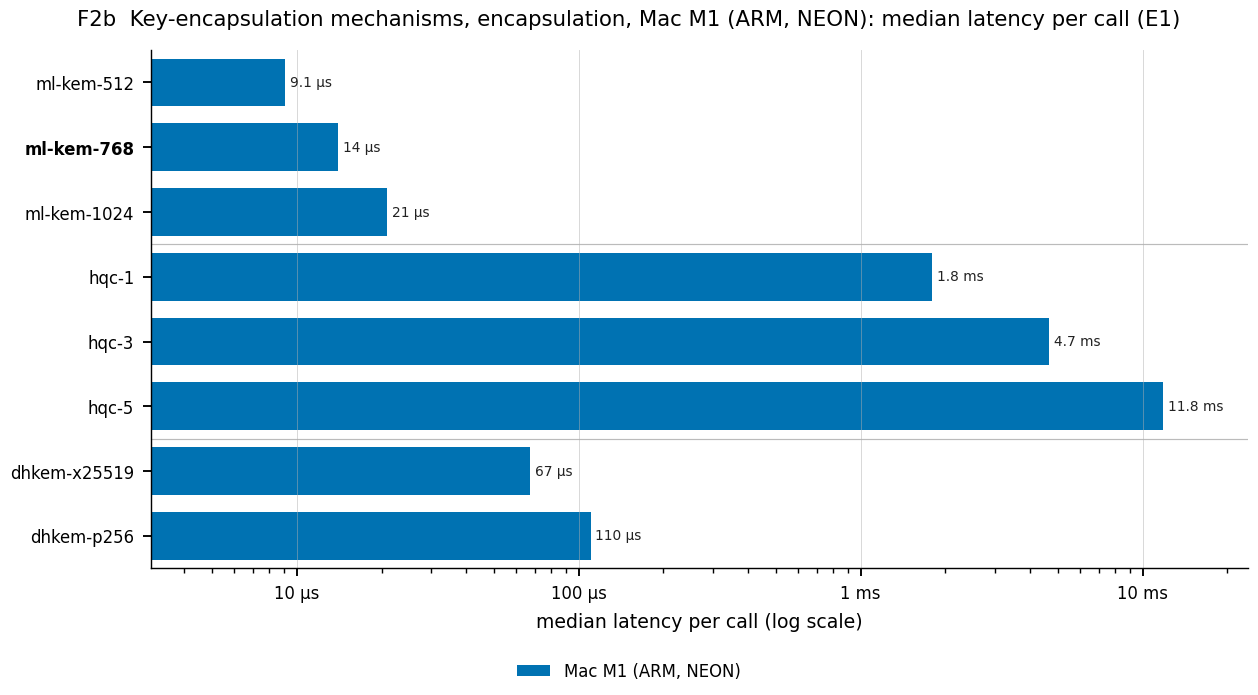 F2b  Key-encapsulation mechanisms, encapsulation, Mac M1 (ARM, NEON): median latency per call (E1)
ml-kem-512 9.1 µs
ml-kem-768 14 µs
ml-kem-1024 21 µs
hqc-1 1.8 ms
hqc-3 4.7 ms
hqc-5 11.8 ms
dhkem-x25519 67 µs
dhkem-p256 110 µs
10 µs 100 µs 1 ms 10 ms
median latency per call (log scale)
Mac M1 (ARM, NEON)